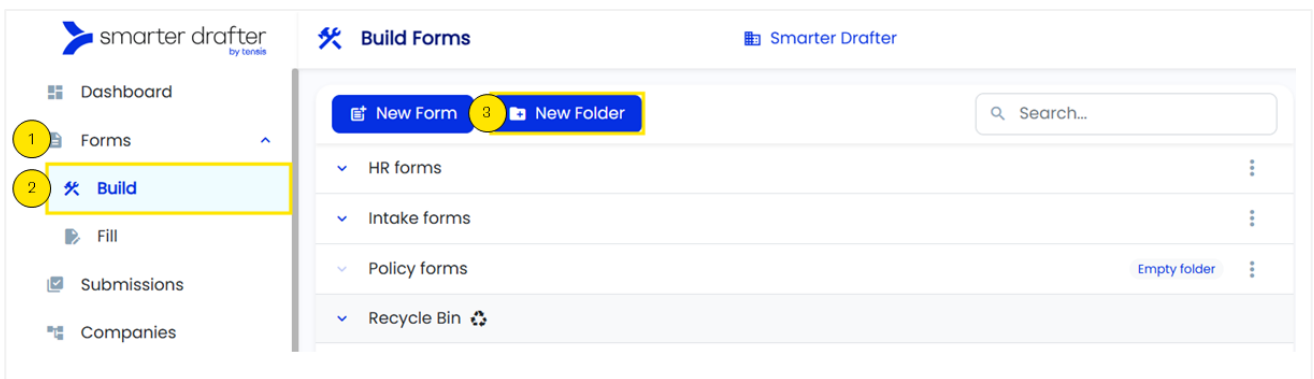 smarter drafter
by tensis
Build Forms
Smarter Drafter
Dashboard
1
Forms
2
Build
Fill
Submissions
Companies
New Form
3
New Folder
Search...
HR forms
Intake forms
Policy forms
Empty folder
Recycle Bin